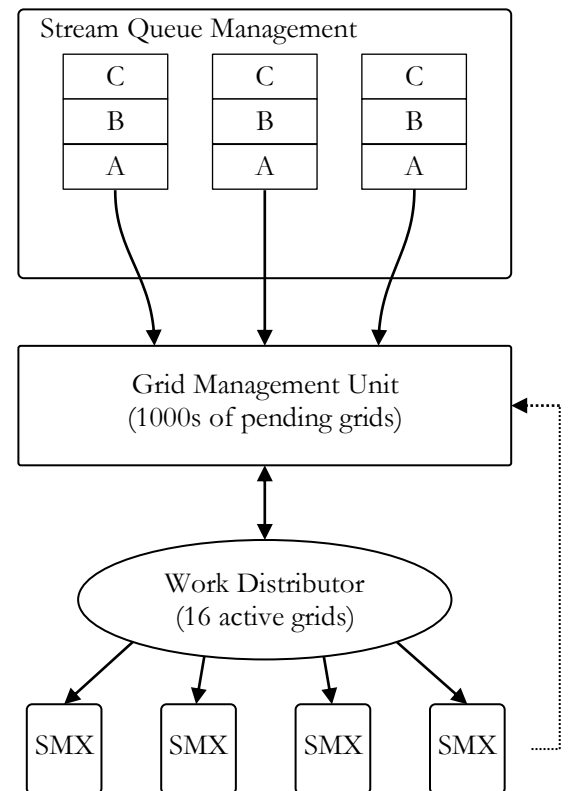 Stream Queue Management
C
B
A
C
B
A
C
B
A
Grid Management Unit
(1000s of pending grids)
Work Distributor
(16 active grids)
SMX
SMX
SMX
SMX